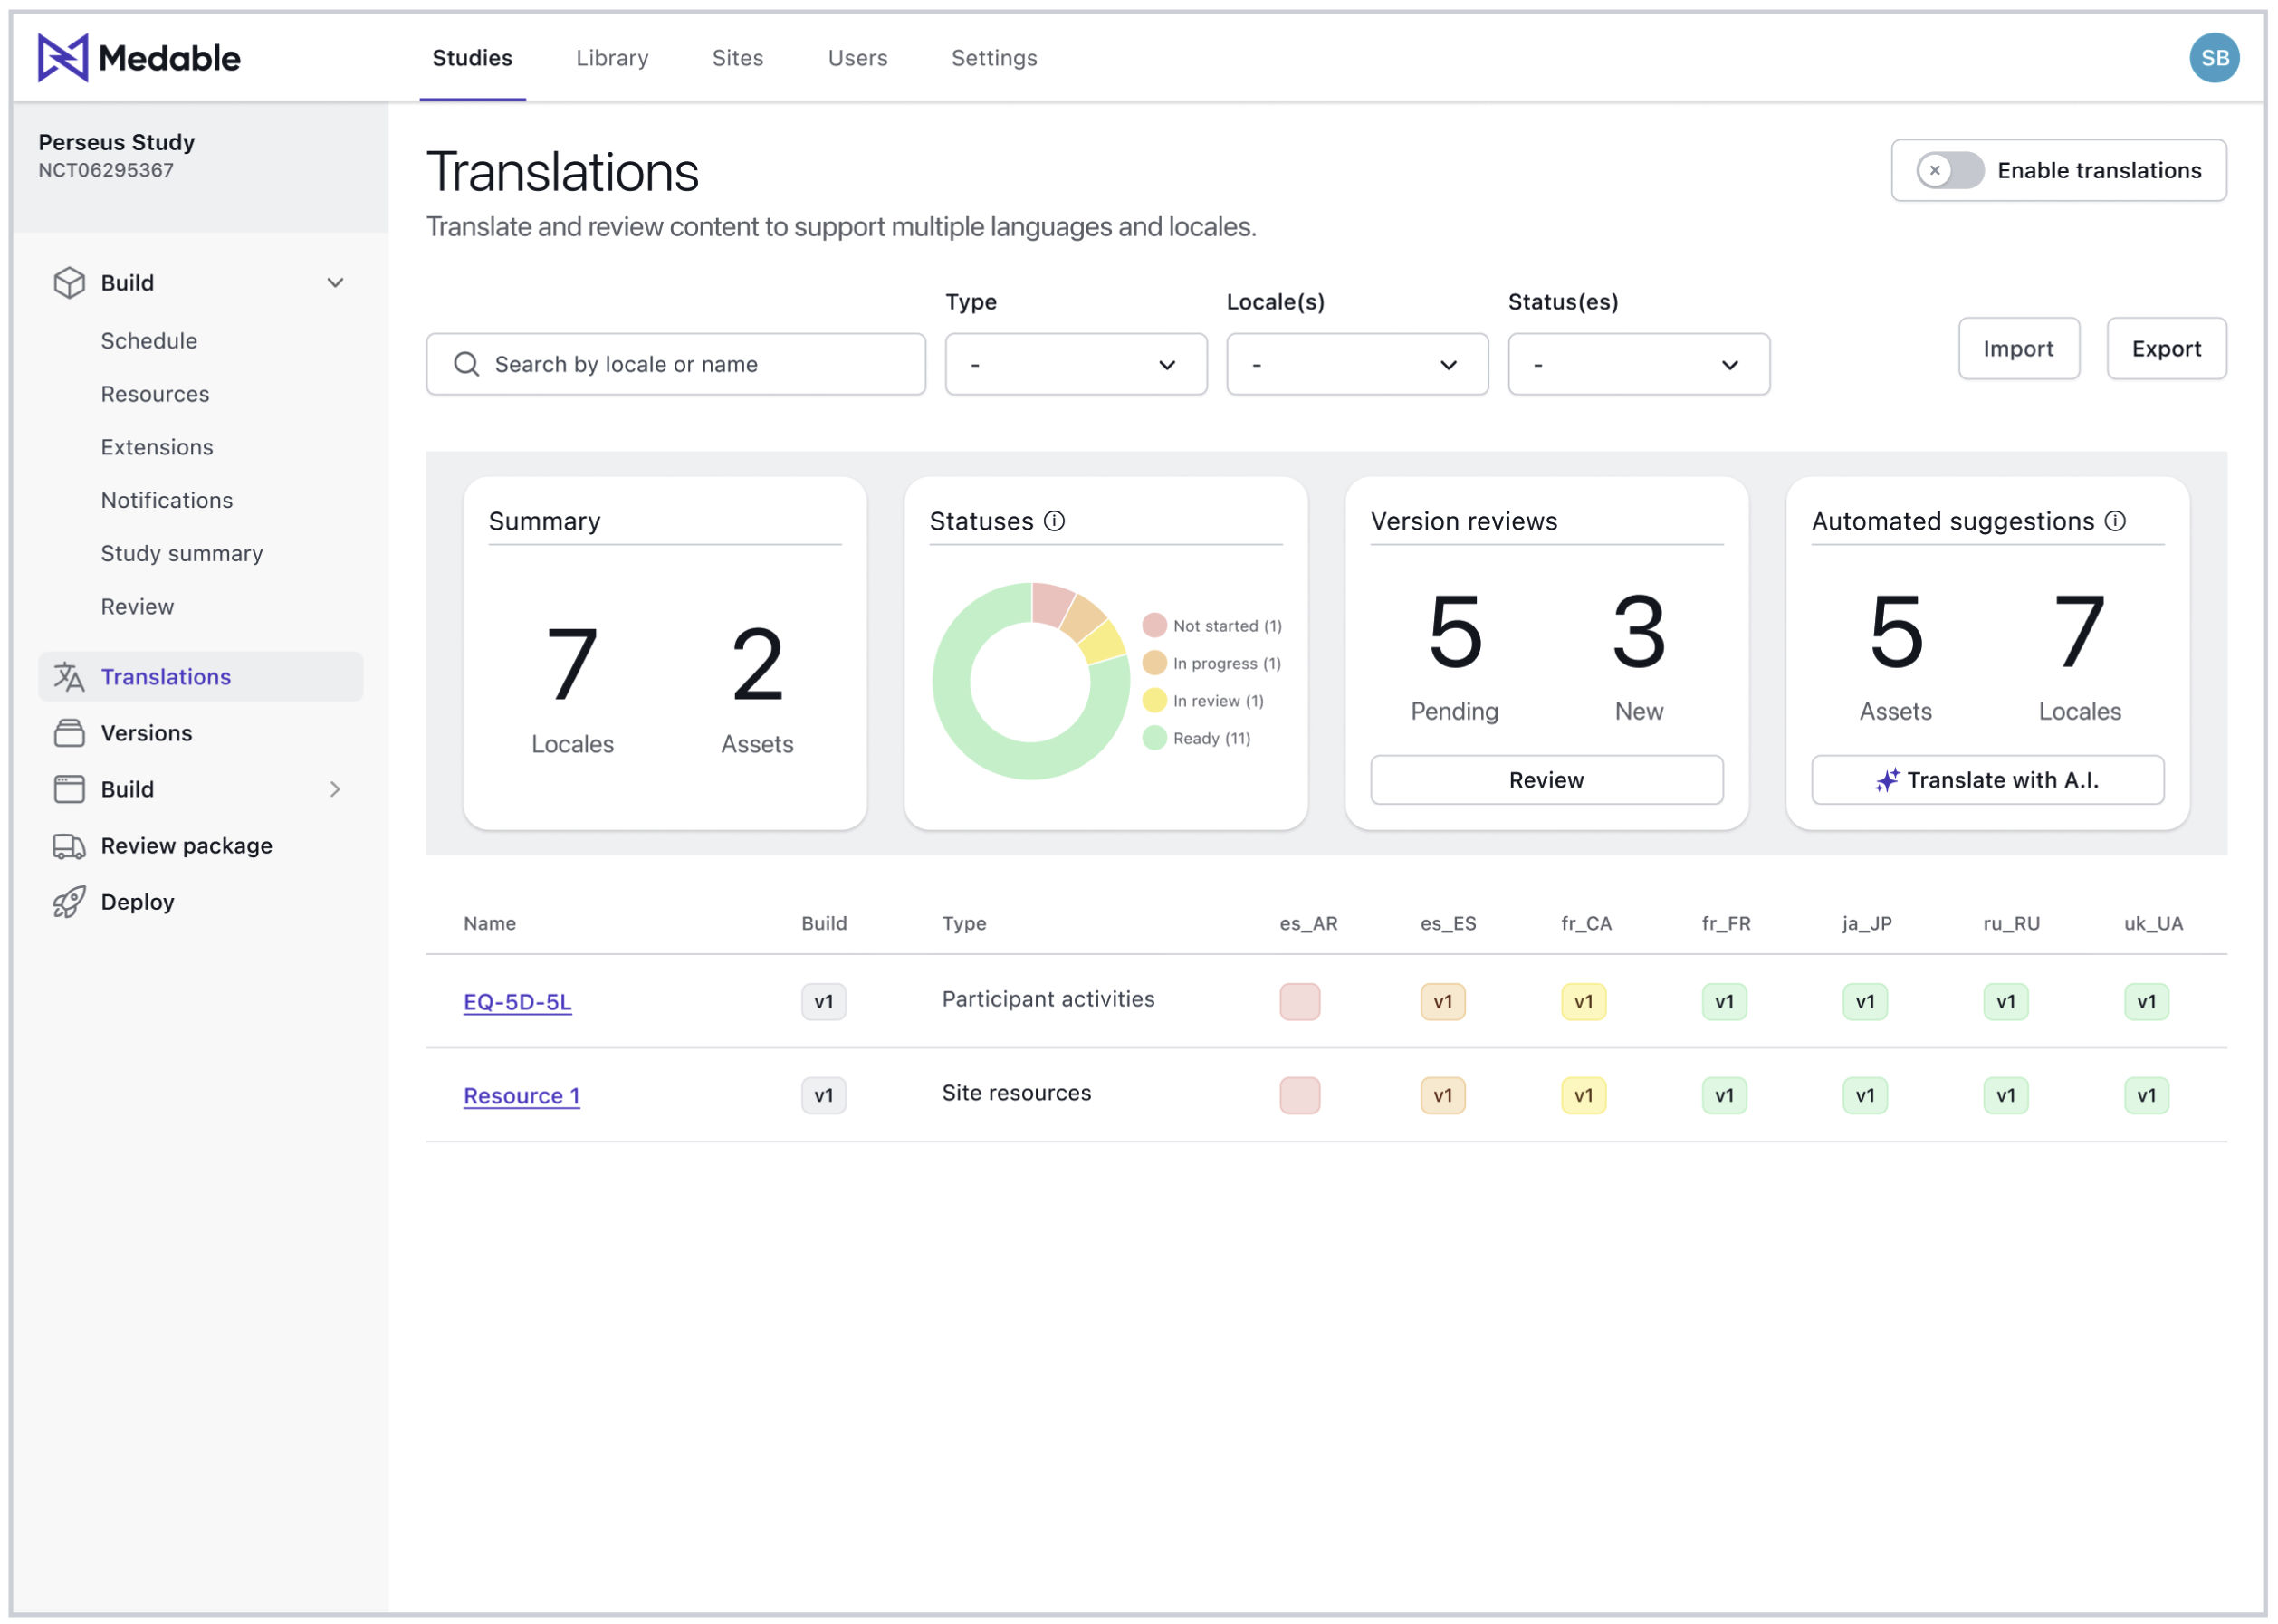 Medable
Studies Library Sites Users Settings
SB
Perseus Study
NCT06295367
Build
Schedule
Resources
Extensions
Notifications
Study summary
Review
Translations
Versions
Build
Review package
Deploy
Translations
Enable translations
Translate and review content to support multiple languages and locales.
Type Locale(s) Status(es)
Search by locale or name - - - Import Export
Summary
7 2
Locales Assets
Statuses
Not started (1)
In progress (1)
In review (1)
Ready (11)
Version reviews
5 3
Pending New
Review
Automated suggestions
5 7
Assets Locales
Translate with A.I.
Name Build Type es_AR es_ES fr_CA fr_FR ja_JP ru_RU uk_UA
EQ-5D-5L v1 Participant activities v1 v1 v1 v1 v1 v1
Resource 1 v1 Site resources v1 v1 v1 v1 v1 v1